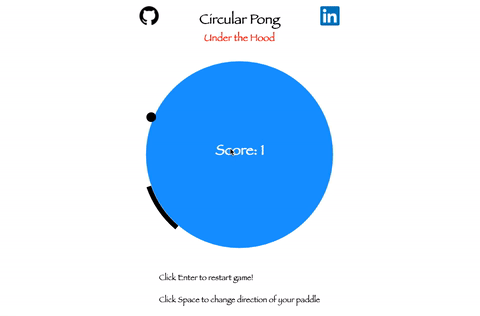 Circular Pong
in
Under the Hood
Score: 1
Click Enter to restart game!
Click Space to change direction of your paddle